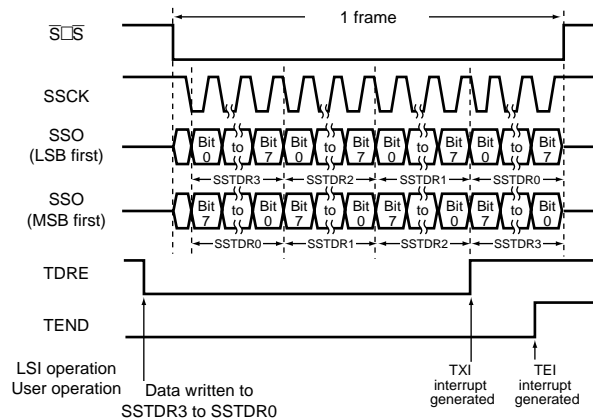 1 frame
S□S
SSCK
SSO
(LSB first)
Bit 0 to Bit 7 Bit 0 to Bit 7 Bit 0 to Bit 7 Bit 0 to Bit 7
SSTDR3 SSTDR2 SSTDR1 SSTDR0
SSO
(MSB first)
Bit 7 to Bit 0 Bit 7 to Bit 0 Bit 7 to Bit 0 Bit 7 to Bit 0
SSTDR0 SSTDR1 SSTDR2 SSTDR3
TDRE
TEND
LSI operation
User operation
Data written to
SSTDR3 to SSTDR0
TXI
interrupt
generated
TEI
interrupt
generated